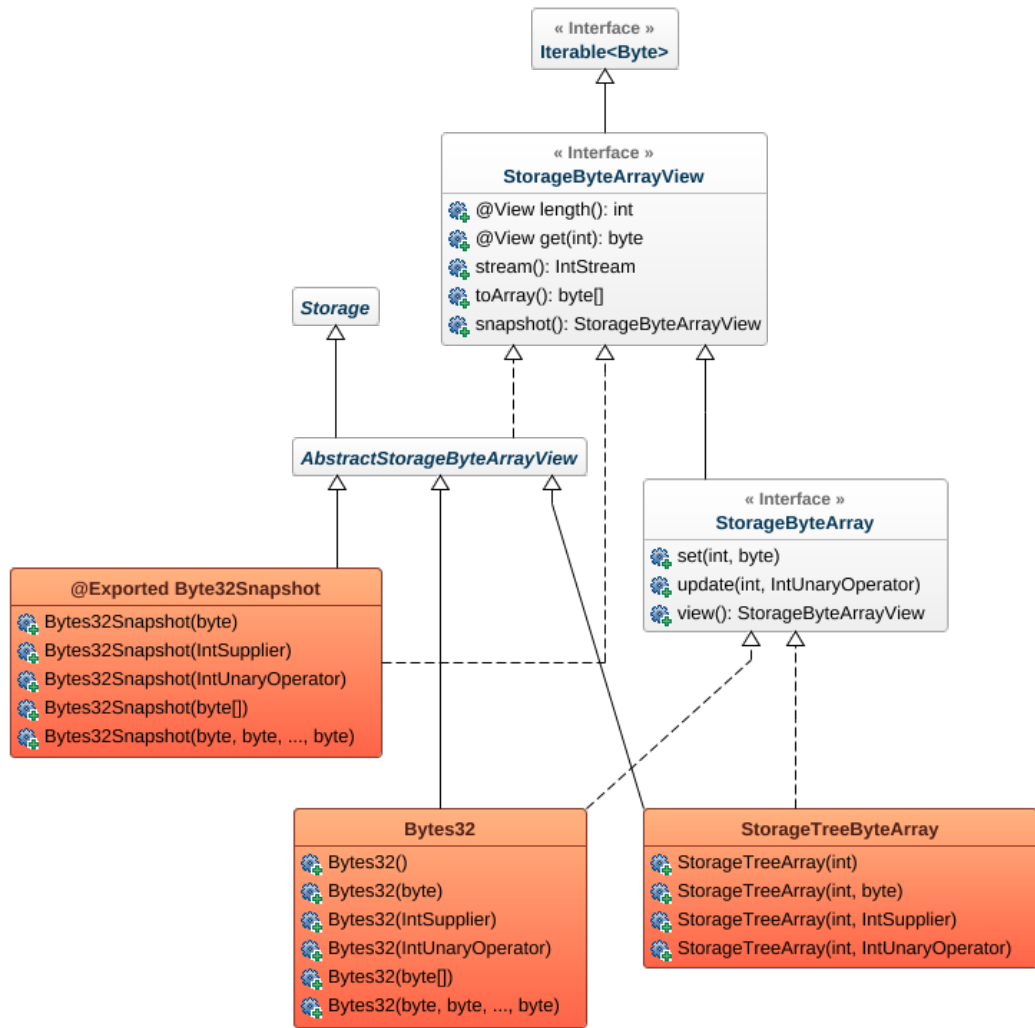 « Interface »
Iterable<Byte>
« Interface »
StorageByteArrayView
@View length(): int
@View get(int): byte
stream(): IntStream
toArray(): byte[]
snapshot(): StorageByteArrayView
Storage
AbstractStorageByteArrayView
« Interface »
StorageByteArray
set(int, byte)
update(int, IntUnaryOperator)
view(): StorageByteArrayView
@Exported Byte32Snapshot
Bytes32Snapshot(byte)
Bytes32Snapshot(IntSupplier)
Bytes32Snapshot(IntUnaryOperator)
Bytes32Snapshot(byte[])
Bytes32Snapshot(byte, byte, ..., byte)
Bytes32
Bytes32()
Bytes32(byte)
Bytes32(IntSupplier)
Bytes32(IntUnaryOperator)
Bytes32(byte[])
Bytes32(byte, byte, ..., byte)
StorageTreeByteArray
StorageTreeArray(int)
StorageTreeArray(int, byte)
StorageTreeArray(int, IntSupplier)
StorageTreeArray(int, IntUnaryOperator)